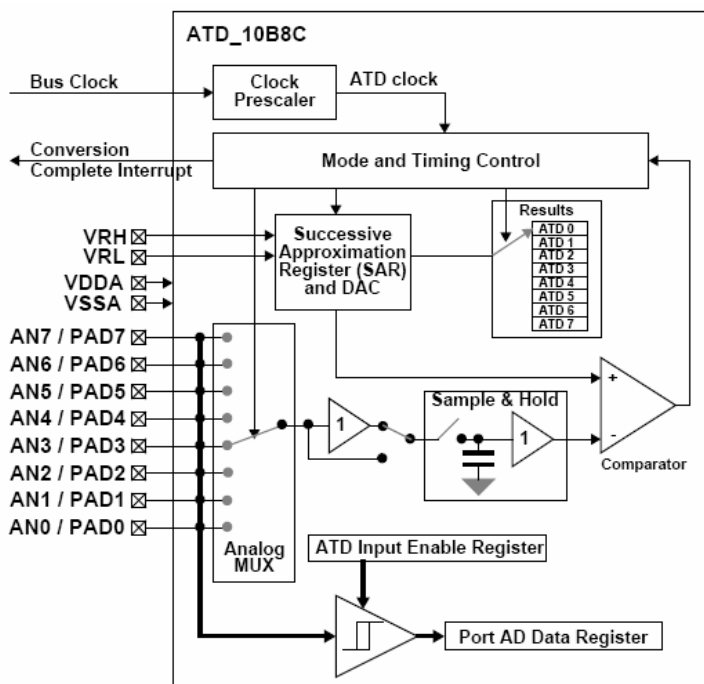 ATD_10B8C
Bus Clock
Clock
Prescaler
ATD clock
Conversion
Complete Interrupt
Mode and Timing Control
VRH
VRL
VDDA
VSSA
Successive
Approximation
Register (SAR)
and DAC
Results
ATD 0
ATD 1
ATD 2
ATD 3
ATD 4
ATD 5
ATD 6
ATD 7
AN7 / PAD7
AN6 / PAD6
AN5 / PAD5
AN4 / PAD4
AN3 / PAD3
AN2 / PAD2
AN1 / PAD1
AN0 / PAD0
Analog
MUX
1
Sample & Hold
1
+
-
Comparator
ATD Input Enable Register
Port AD Data Register